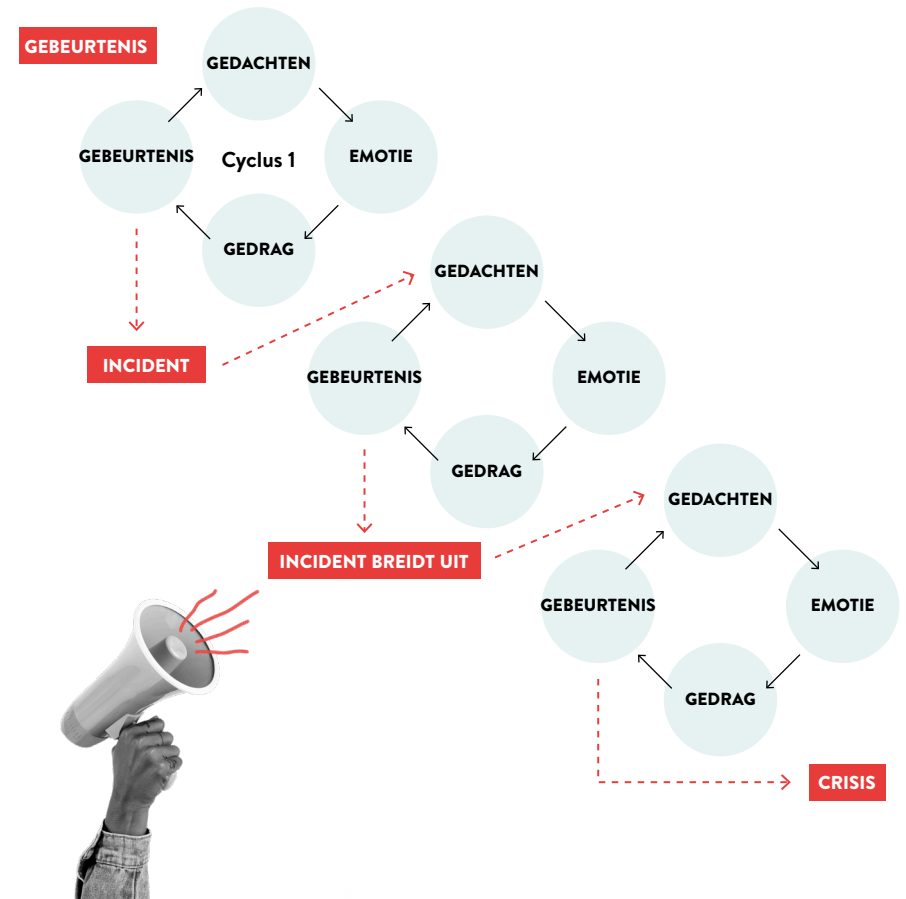 GEBEURTENIS
GEDACHTEN
GEBEURTENIS
Cyclus 1
EMOTIE
GEDRAG
INCIDENT
GEDACHTEN
GEBEURTENIS
EMOTIE
GEDRAG
INCIDENT BREIDT UIT
GEDACHTEN
GEBEURTENIS
EMOTIE
GEDRAG
CRISIS